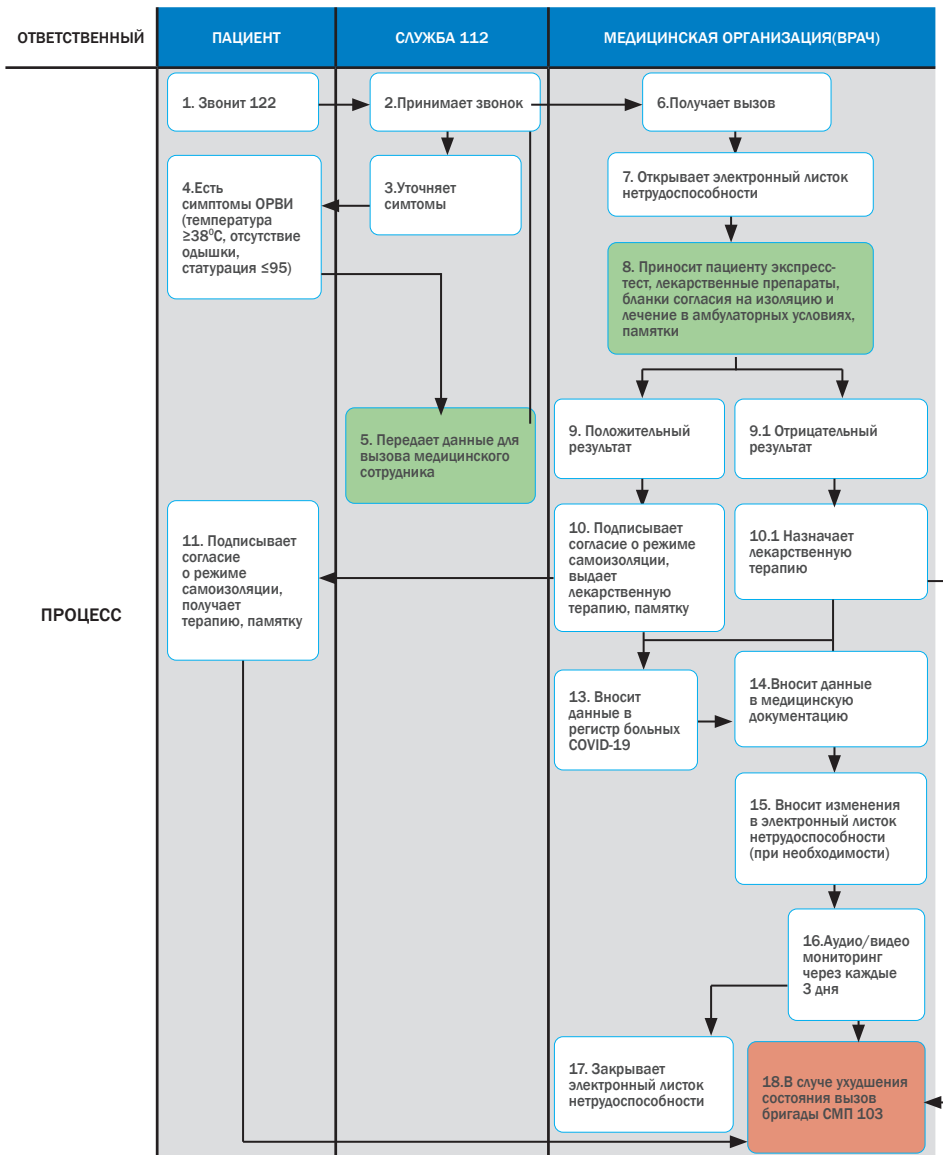 ОТВЕТСТВЕННЫЙ
ПАЦИЕНТ
СЛУЖБА 112
МЕДИЦИНСКАЯ ОРГАНИЗАЦИЯ(ВРАЧ)
ПРОЦЕСС
1. Звонит 122
2.Принимает звонок
6.Получает вызов
3.Уточняет
симтомы
4.Есть
симптомы ОРВИ
(температура
≥38⁰С, отсутствие
одышки,
статурация ≤95)
7. Открывает электронный листок
нетрудоспособности
8. Приносит пациенту экспресс-
тест, лекарственные препараты,
бланки согласия на изоляцию и
лечение в амбулаторных условиях,
памятки
5. Передает данные для
вызова медицинского
сотрудника
9. Положительный
результат
9.1 Отрицательный
результат
10. Подписывает
согласие о режиме
самоизоляции,
выдает
лекарственную
терапию, памятку
10.1 Назначает
лекарственную
терапию
11. Подписывает
согласие
о режиме
самоизоляции,
получает
терапию, памятку
13. Вносит
данные в
регистр больных
COVID-19
14.Вносит данные
в медицинскую
документацию
15. Вносит изменения
в электронный листок
нетрудоспособности
(при необходимости)
16.Аудио/видео
мониторинг
через каждые
3 дня
17. Закрывает
электронный листок
нетрудоспособности
18.В случе ухудшения
состояния вызов
бригады СМП 103